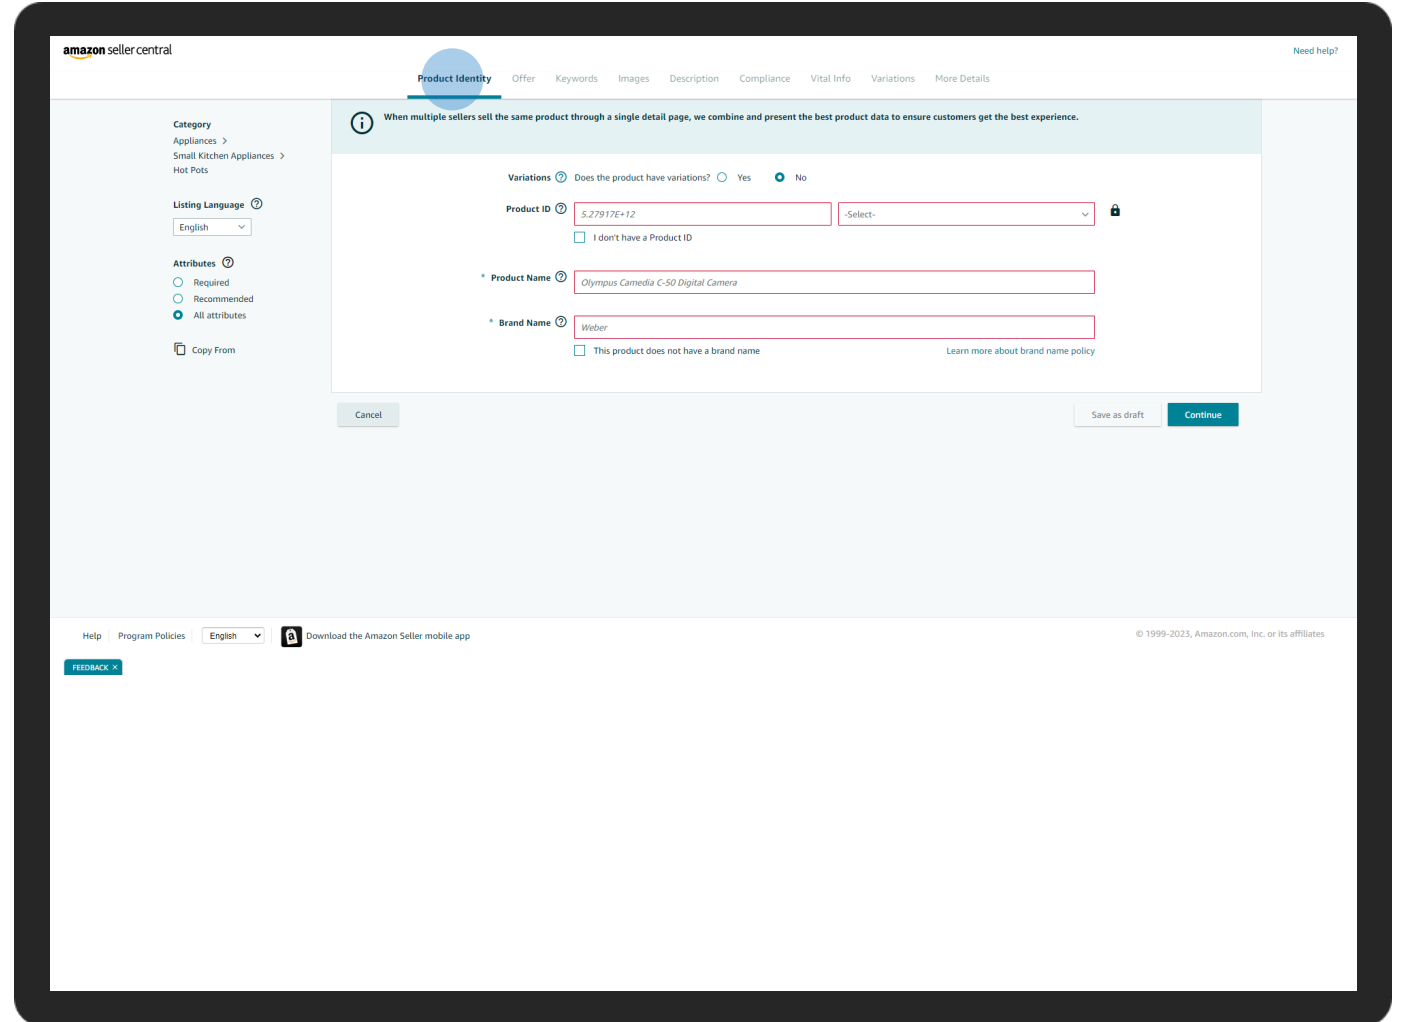 amazon seller central
Need help?
Product Identity Offer Keywords Images Description Compliance Vital Info Variations More Details
Category
Appliances >
Small Kitchen Appliances >
Hot Pots
Listing Language ?
English
Attributes ?
Required
Recommended
All attributes
Copy From
When multiple sellers sell the same product through a single detail page, we combine and present the best product data to ensure customers get the best experience.
Variations ? Does the product have variations? Yes No
Product ID ? 5.27917E+12 -Select-
I don't have a Product ID
* Product Name ? Olympus Camedia C-50 Digital Camera
* Brand Name ? Weber
This product does not have a brand name Learn more about brand name policy
Cancel Save as draft Continue
Help Program Policies English a Download the Amazon Seller mobile app © 1999-2023, Amazon.com, Inc. or its affiliates
FEEDBACK ×